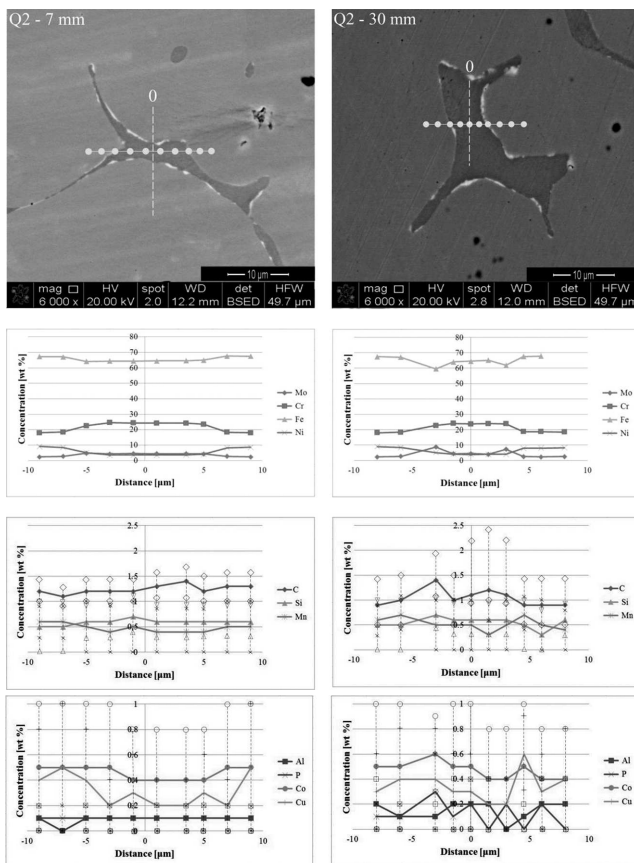 Q2 - 7 mm
0
10 µm
mag HV spot WD det HFW
6 000 x 20.00 kV 2.0 12.2 mm BSED 49.7 µm
Q2 - 30 mm
0
10 µm
mag HV spot WD det HFW
6 000 x 20.00 kV 2.8 12.0 mm BSED 49.7 µm
Concentration [wt %]
80
70
60
50
40
30
20
10
0
-10 -5 0 5 10
Distance [µm]
Mo
Cr
Fe
Ni
Concentration [wt %]
80
70
60
50
40
30
20
10
0
-10 -5 0 5 10
Distance [µm]
Mo
Cr
Fe
Ni
Concentration [wt %]
2.5
2
1.5
1
0.5
0
-10 -5 0 5 10
Distance [µm]
C
Si
Mn
Concentration [wt %]
2.5
2
1.5
1
0.5
0
-10 -5 0 5 10
Distance [µm]
C
Si
Mn
Concentration [wt %]
1
0.8
0.6
0.4
0.2
0
-10 -5 0 5 10
Distance [µm]
Al
P
Co
Cu
Concentration [wt %]
1
0.8
0.6
0.4
0.2
0
-10 -5 0 5 10
Distance [µm]
Al
P
Co
Cu